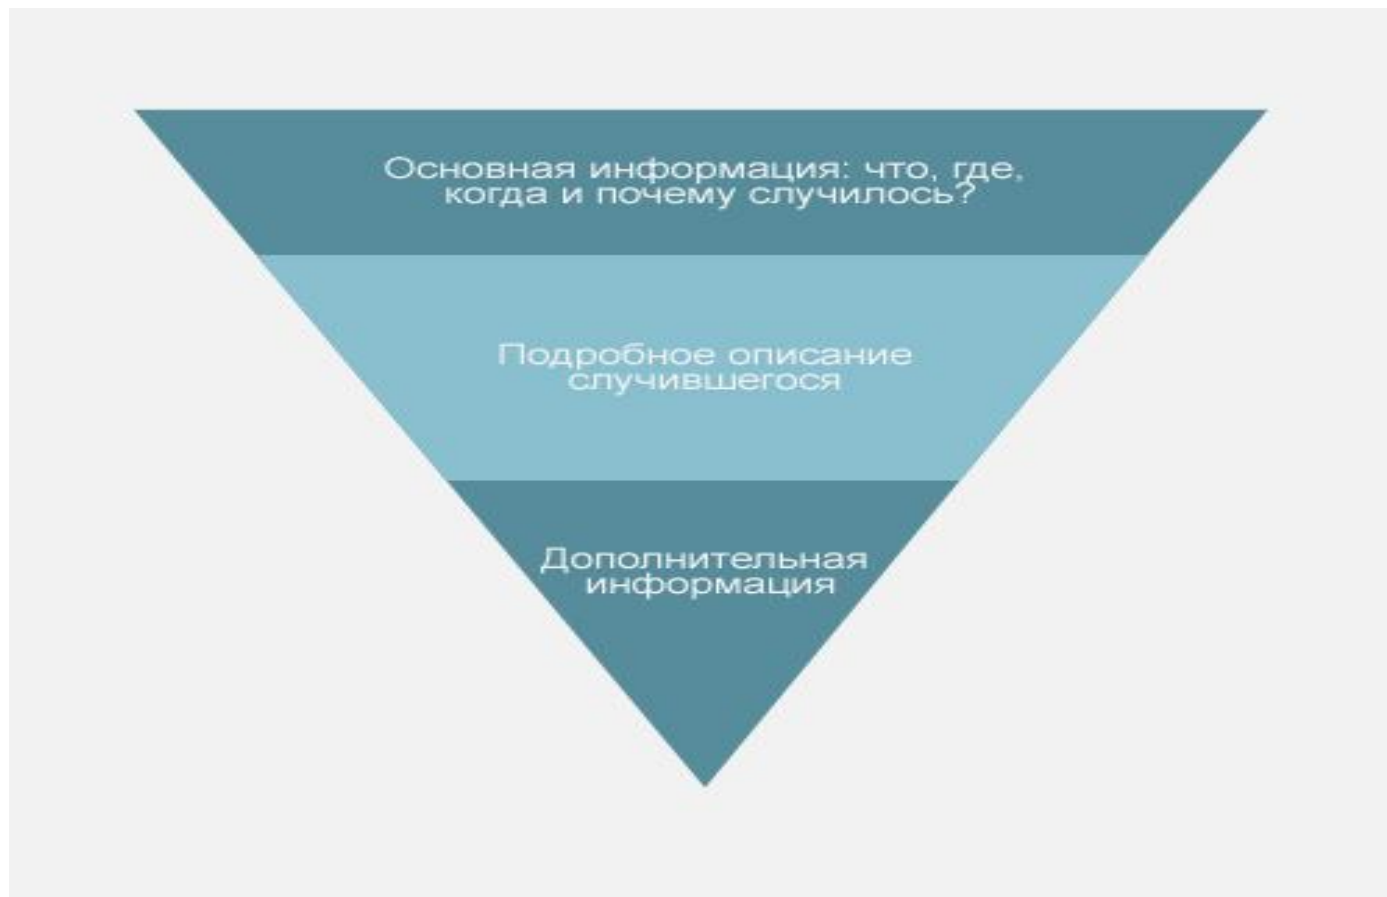 Основная информация: что, где,
когда и почему случилось?
Подробное описание
случившегося
Дополнительная
информация